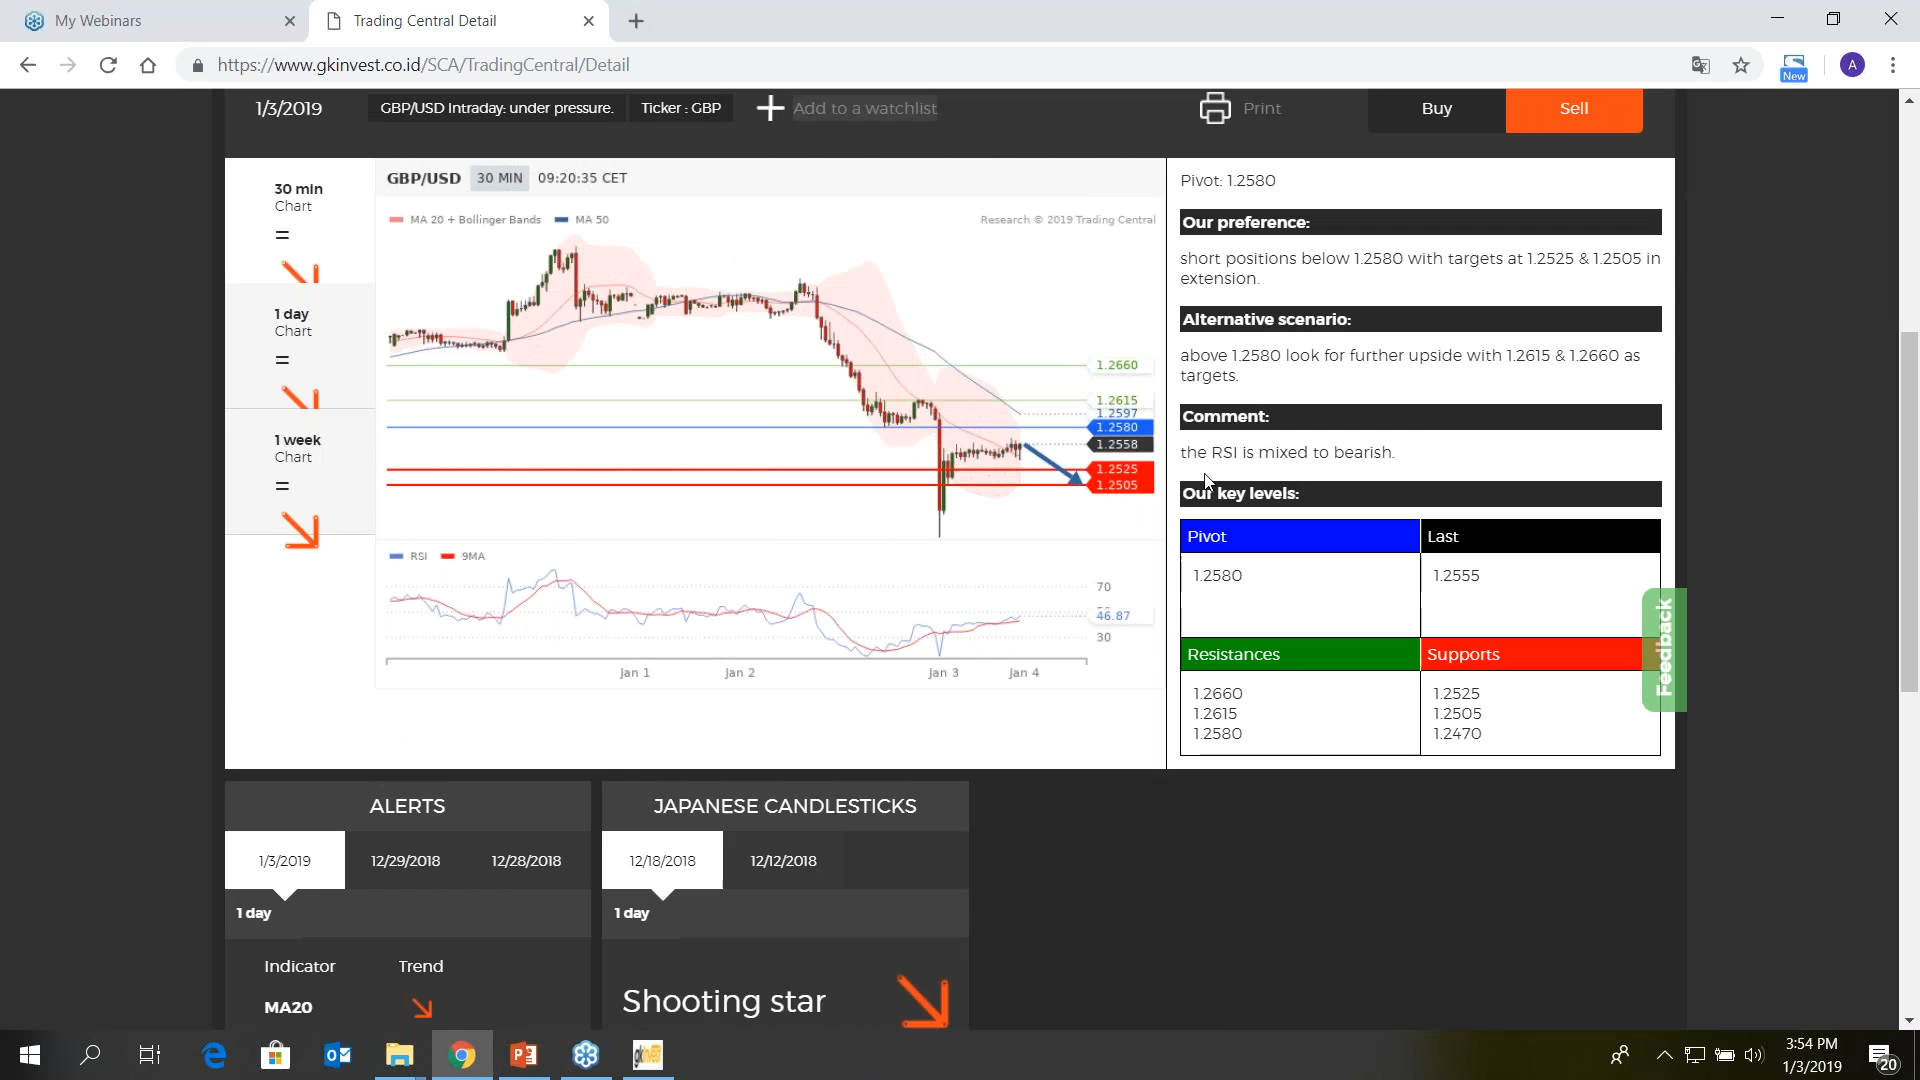 My Webinars
Trading Central Detail
https://www.gkinvest.co.id/SCA/TradingCentral/Detail
New
A
1/3/2019
GBP/USD Intraday: under pressure.
Ticker : GBP
Add to a watchlist
Print
Buy
Sell
30 min
Chart
=
1 day
Chart
=
1 week
Chart
=
GBP/USD 30 MIN 09:20:35 CET
MA 20 + Bollinger Bands MA 50
Research © 2019 Trading Central
1.2660
1.2615
1.2597
1.2580
1.2558
1.2525
1.2505
RSI 9MA
70
46.87
30
Jan 1 Jan 2 Jan 3 Jan 4
Pivot: 1.2580
Our preference:
short positions below 1.2580 with targets at 1.2525 & 1.2505 in
extension.
Alternative scenario:
above 1.2580 look for further upside with 1.2615 & 1.2660 as
targets.
Comment:
the RSI is mixed to bearish.
Our key levels:
Pivot Last
1.2580 1.2555
Resistances Supports
1.2660 1.2525
1.2615 1.2505
1.2580 1.2470
Feedback
ALERTS
1/3/2019 12/29/2018 12/28/2018
1 day
Indicator Trend
MA20
JAPANESE CANDLESTICKS
12/18/2018 12/12/2018
1 day
Shooting star
gkinvest
3:54 PM
1/3/2019
20